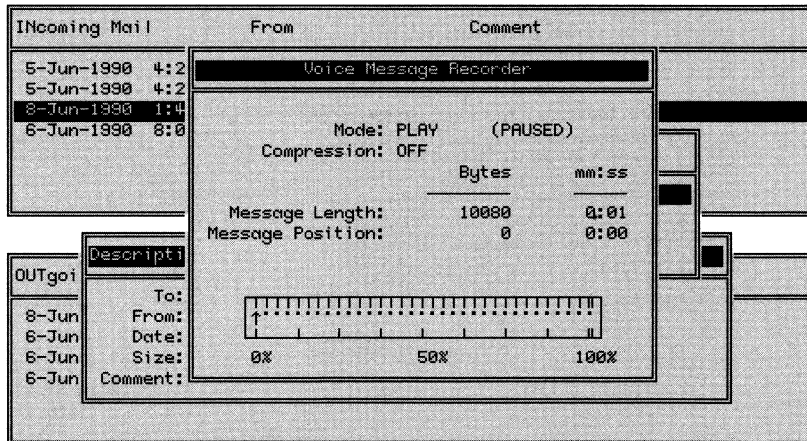 INcoming Mail From Comment
5-Jun-1990 4:2
5-Jun-1990 4:2
8-Jun-1990 1:4
6-Jun-1990 8:0
Voice Message Recorder
Mode: PLAY (PAUSED)
Compression: OFF
Bytes mm:ss
Message Length: 10080 0:01
Message Position: 0 0:00
0% 50% 100%
Descripti
To:
From:
Date:
Size:
Comment:
OUTgoi
8-Jun
6-Jun
6-Jun
6-Jun